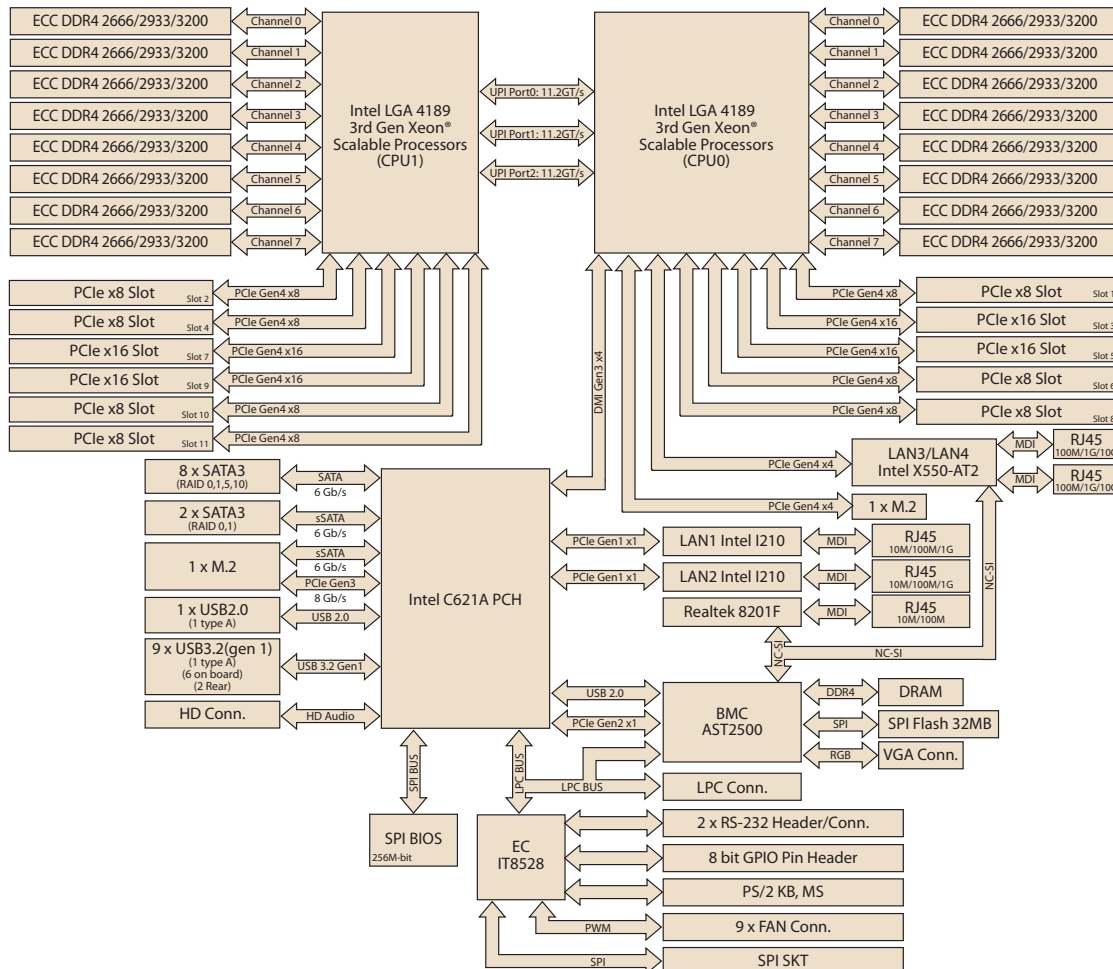 ECC DDR4 2666/2933/3200
Channel 0
ECC DDR4 2666/2933/3200
Channel 1
ECC DDR4 2666/2933/3200
Channel 2
ECC DDR4 2666/2933/3200
Channel 3
ECC DDR4 2666/2933/3200
Channel 4
ECC DDR4 2666/2933/3200
Channel 5
ECC DDR4 2666/2933/3200
Channel 6
ECC DDR4 2666/2933/3200
Channel 7
Intel LGA 4189
3rd Gen Xeon®
Scalable Processors
(CPU1)
UPI Port0: 11.2GT/s
UPI Port1: 11.2GT/s
UPI Port2: 11.2GT/s
Intel LGA 4189
3rd Gen Xeon®
Scalable Processors
(CPU0)
Channel 0
ECC DDR4 2666/2933/3200
Channel 1
ECC DDR4 2666/2933/3200
Channel 2
ECC DDR4 2666/2933/3200
Channel 3
ECC DDR4 2666/2933/3200
Channel 4
ECC DDR4 2666/2933/3200
Channel 5
ECC DDR4 2666/2933/3200
Channel 6
ECC DDR4 2666/2933/3200
Channel 7
ECC DDR4 2666/2933/3200
PCIe x8 Slot
Slot 2
PCIe Gen4 x8
PCIe x8 Slot
Slot 4
PCIe Gen4 x8
PCIe x16 Slot
Slot 7
PCIe Gen4 x16
PCIe x16 Slot
Slot 9
PCIe Gen4 x16
PCIe x8 Slot
Slot 10
PCIe Gen4 x8
PCIe x8 Slot
Slot 11
PCIe Gen4 x8
DMI Gen3 x4
PCIe Gen4 x8
PCIe x8 Slot
Slot 1
PCIe Gen4 x16
PCIe x16 Slot
Slot 3
PCIe Gen4 x16
PCIe x16 Slot
Slot 5
PCIe Gen4 x8
PCIe x8 Slot
Slot 6
PCIe Gen4 x8
PCIe x8 Slot
Slot 8
PCIe Gen4 x4
LAN3/LAN4
Intel X550-AT2
MDI
RJ45
100M/1G/10G
MDI
RJ45
100M/1G/10G
PCIe Gen4 x4
1 x M.2
NC-SI
8 x SATA3
(RAID 0,1,5,10)
SATA
6 Gb/s
2 x SATA3
(RAID 0,1)
sSATA
6 Gb/s
1 x M.2
sSATA
6 Gb/s
PCIe Gen3
8 Gb/s
1 x USB2.0
(1 type A)
USB 2.0
9 x USB3.2(gen 1)
(1 type A)
(6 on board)
(2 Rear)
USB 3.2 Gen1
HD Conn.
HD Audio
Intel C621A PCH
PCIe Gen1 x1
LAN1 Intel I210
MDI
RJ45
10M/100M/1G
PCIe Gen1 x1
LAN2 Intel I210
MDI
RJ45
10M/100M/1G
Realtek 8201F
MDI
RJ45
10M/100M
NC-SI
NC-SI
USB 2.0
PCIe Gen2 x1
BMC
AST2500
DDR4
DRAM
SPI
SPI Flash 32MB
RGB
VGA Conn.
SPI BUS
LPC BUS
LPC BUS
LPC Conn.
SPI BIOS
256M-bit
EC
IT8528
2 x RS-232 Header/Conn.
8 bit GPIO Pin Header
PS/2 KB, MS
PWM
9 x FAN Conn.
SPI
SPI SKT